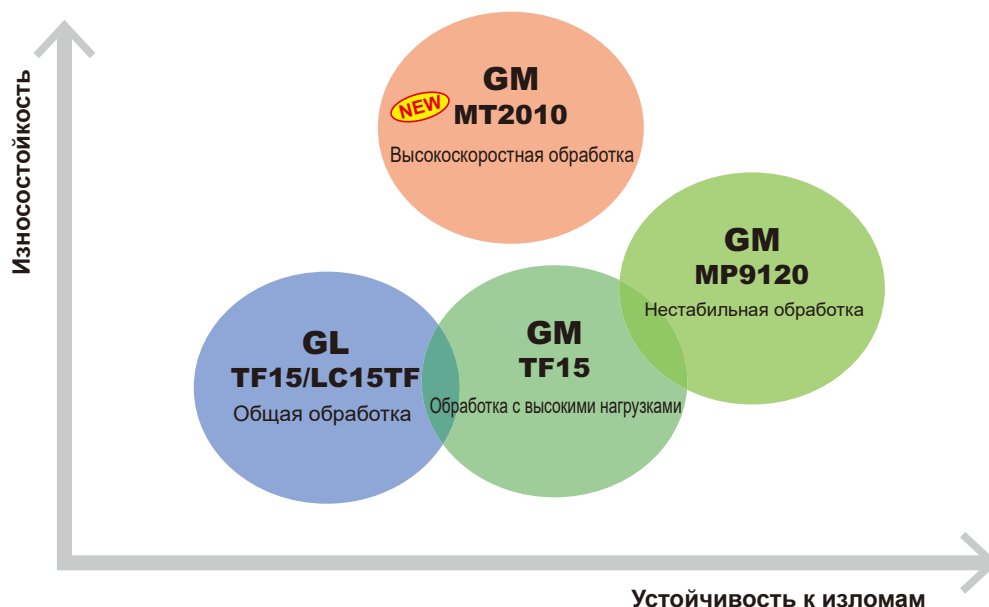 Износостойкость
GM
NEW
MT2010
Высокоскоростная обработка
GM
MP9120
Нестабильная обработка
GL
TF15/LC15TF
Общая обработка
GM
TF15
Обработка с высокими нагрузками
Устойчивость к изломам